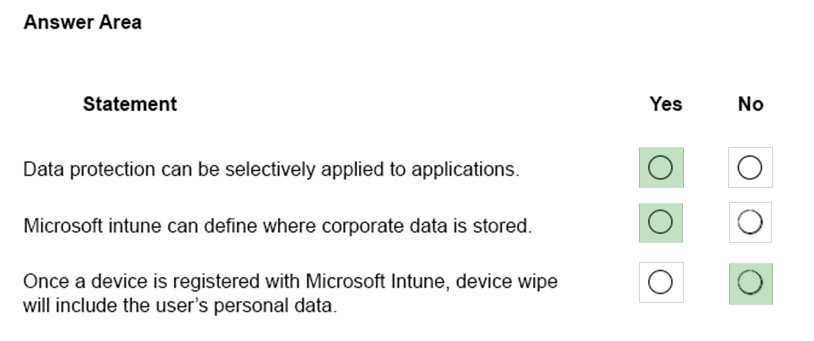 Answer Area
Statement Yes No
Data protection can be selectively applied to applications.
Microsoft intune can define where corporate data is stored.
Once a device is registered with Microsoft Intune, device wipe
will include the user's personal data.